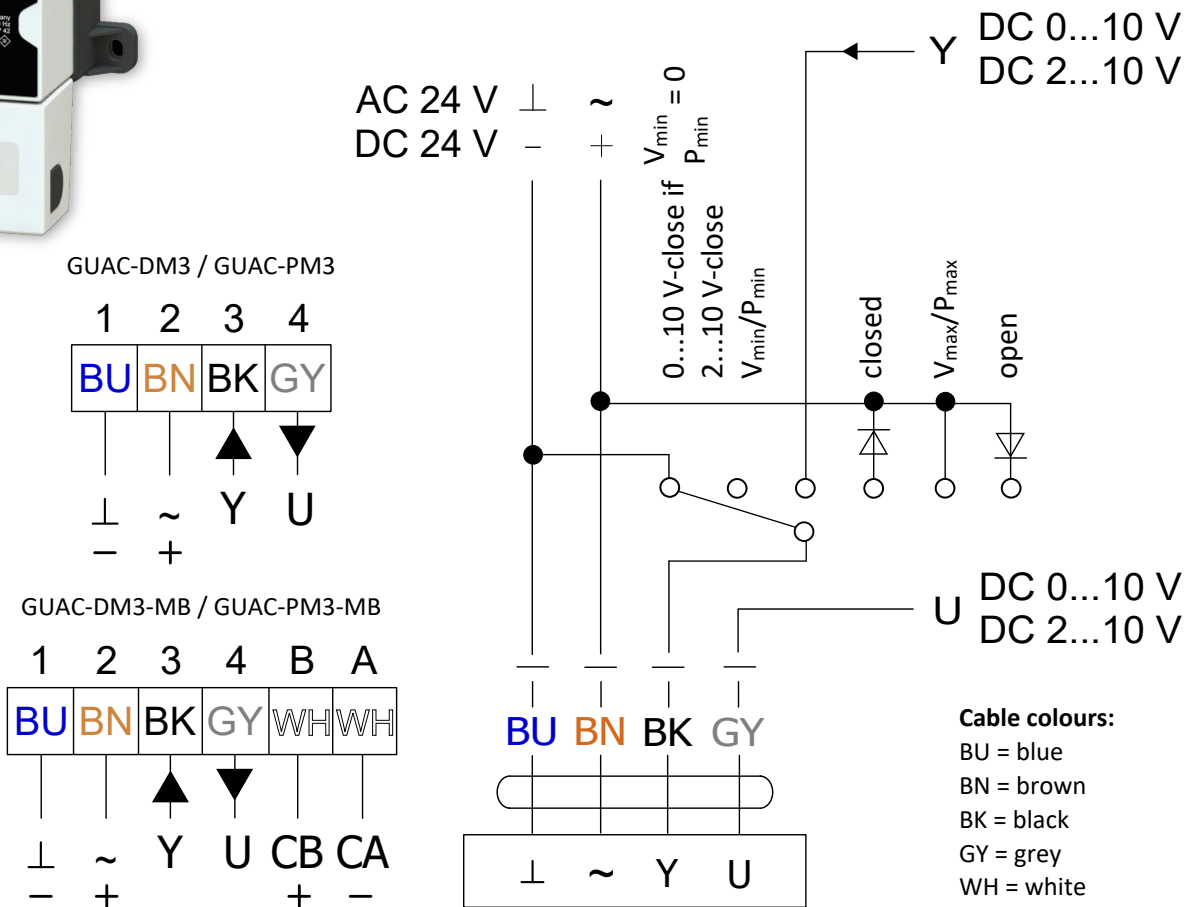 DC 0...10 V
Y
DC 2...10 V
AC 24 V ⊥ ~
DC 24 V - +
0...10 V-close if Vmin = 0
2...10 V-close Pmin
Vmin/Pmin
closed
Vmax/Pmax
open
GUAC-DM3 / GUAC-PM3
1 2 3 4
BU BN BK GY
⊥ ~ Y U
- +
GUAC-DM3-MB / GUAC-PM3-MB
1 2 3 4 B A
BU BN BK GY WH WH
⊥ ~ Y U CB CA
- + + -
DC 0...10 V
U
DC 2...10 V
BU BN BK GY
⊥ ~ Y U
Cable colours:
BU = blue
BN = brown
BK = black
GY = grey
WH = white